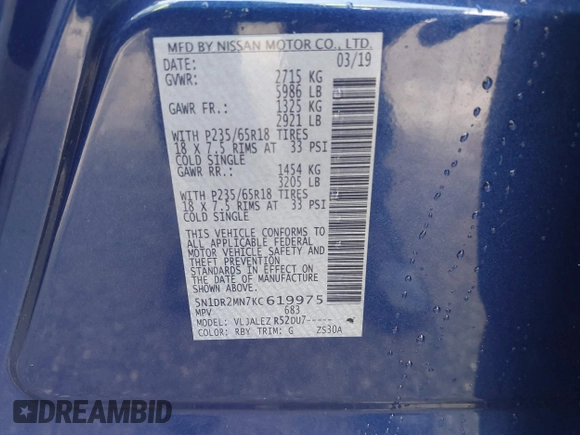 MFD BY NISSAN MOTOR CO., LTD.
DATE: 03/19
GVWR: 2715 KG
5986 LB
GAWR FR.: 1325 KG
2921 LB
WITH P235/65R18 TIRES
18 X 7.5 RIMS AT 33 PSI
COLD SINGLE
GAWR RR.: 1454 KG
3205 LB
WITH P235/65R18 TIRES
18 X 7.5 RIMS AT 33 PSI
COLD SINGLE
THIS VEHICLE CONFORMS TO
ALL APPLICABLE FEDERAL
MOTOR VEHICLE SAFETY
AND THEFT PREVENTION
STANDARDS IN EFFECT ON
THE DATE OF MANUFACTURE
SHOWN ABOVE.
5N1DR2MN7KC619975
MPV 683
MODEL: VLJALEZ R52DU7-----
COLOR: RBY TRIM: G ZS30A
DREAMBID